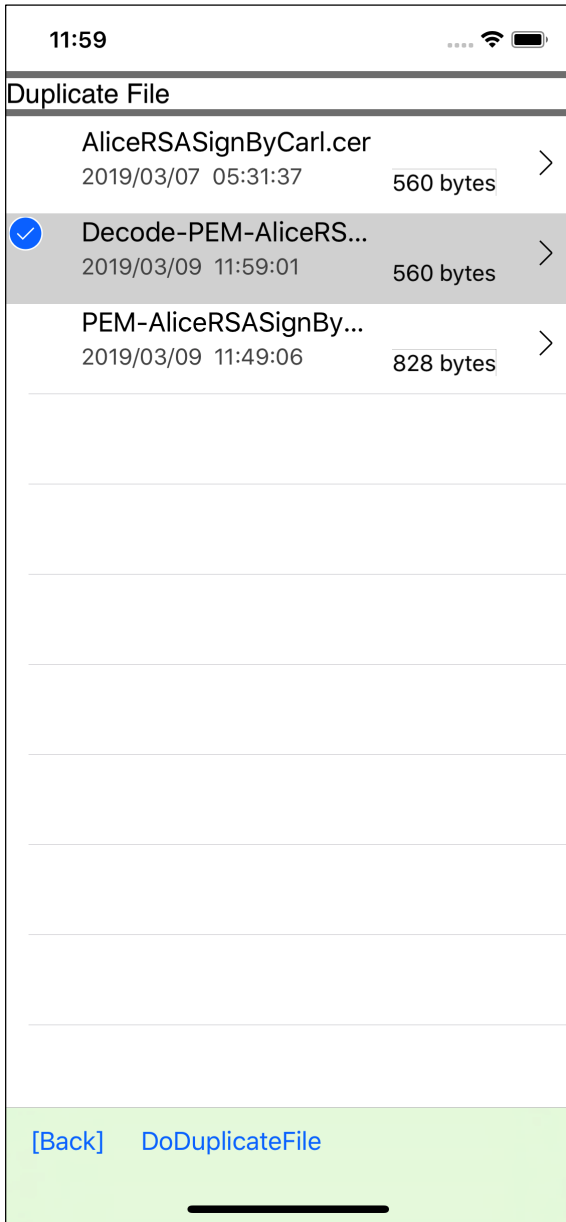 11:59
Duplicate File
AliceRSASignByCarl.cer
2019/03/07 05:31:37
560 bytes
Decode-PEM-AliceRS...
2019/03/09 11:59:01
560 bytes
PEM-AliceRSASignBy...
2019/03/09 11:49:06
828 bytes
[Back] DoDuplicateFile